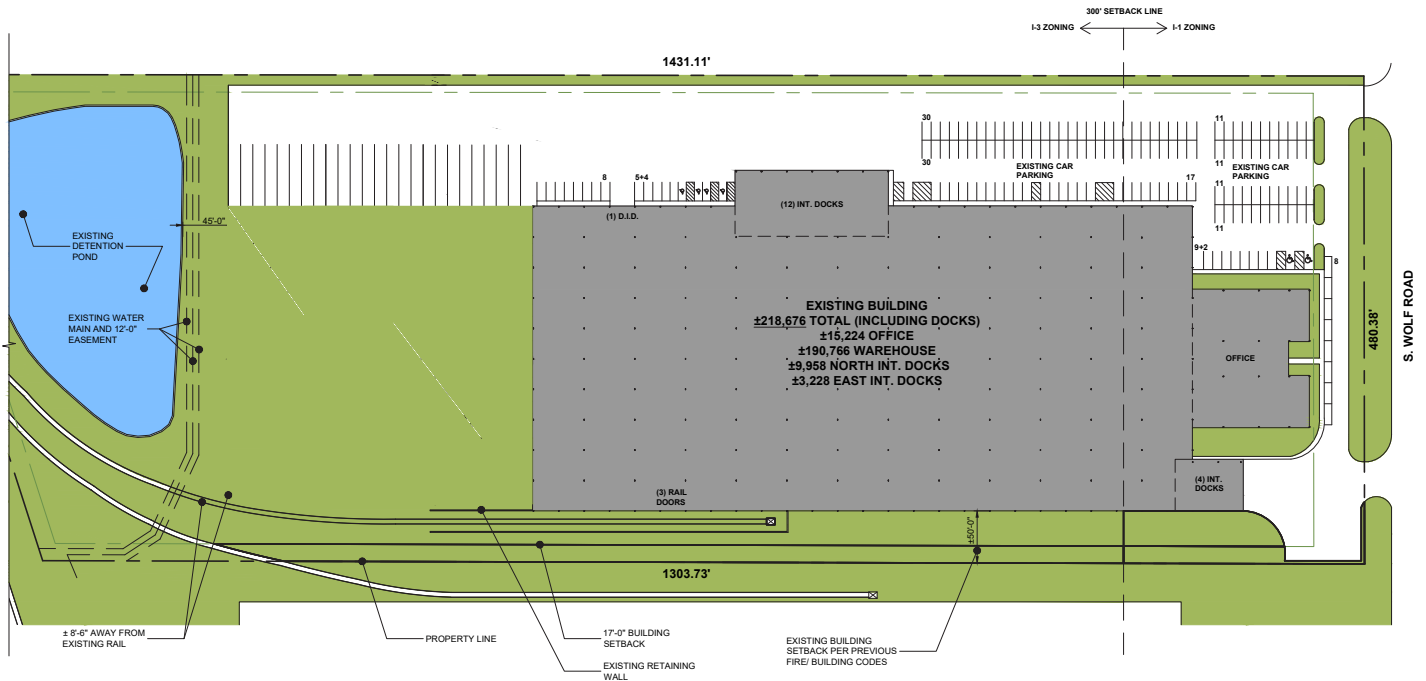 300' SETBACK LINE
I-3 ZONING
I-1 ZONING
1431.11'
30
11
30
EXISTING CAR
PARKING
11
EXISTING CAR
PARKING
8
5+4
17
11
(1) D.I.D.
(12) INT. DOCKS
11
45'-0"
EXISTING
DETENTION
POND
9+2
8
EXISTING WATER
MAIN AND 12'-0"
EASEMENT
EXISTING BUILDING
±218,676 TOTAL (INCLUDING DOCKS)
±15,224 OFFICE
±190,766 WAREHOUSE
±9,958 NORTH INT. DOCKS
±3,228 EAST INT. DOCKS
OFFICE
480.38'
S. WOLF ROAD
(3) RAIL
DOORS
(4) INT.
DOCKS
±50'-0"
1303.73'
± 8'-6" AWAY FROM
EXISTING RAIL
PROPERTY LINE
17'-0" BUILDING
SETBACK
EXISTING RETAINING
WALL
EXISTING BUILDING
SETBACK PER PREVIOUS
FIRE/ BUILDING CODES